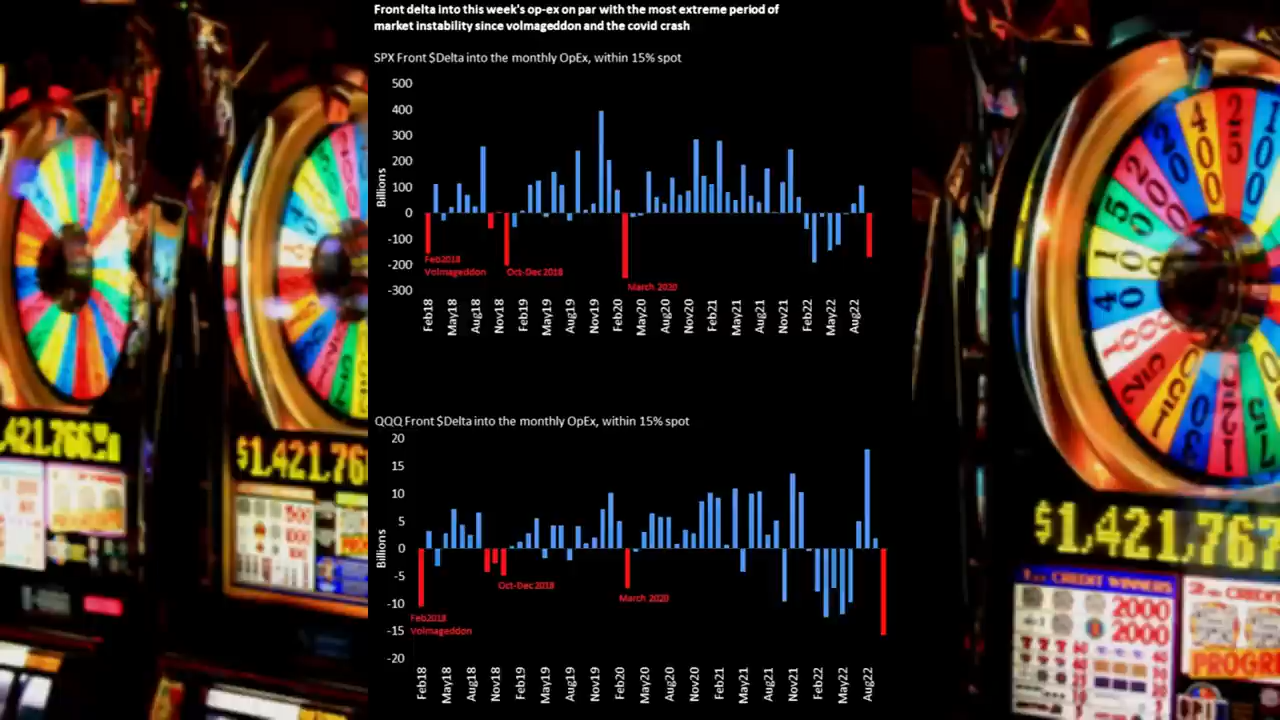 Front delta into this week's op-ex on par with the most extreme period of
market instability since volmageddon and the covid crash
SPX Front $Delta into the monthly OpEx, within 15% spot
Billions
500
400
300
200
100
0
-100
-200
-300
Feb2018
Volmageddon
Oct-Dec 2018
March 2020
Feb18
May18
Aug18
Nov18
Feb19
May19
Aug19
Nov19
Feb20
May20
Aug20
Nov20
Feb21
May21
Aug21
Nov21
Feb22
May22
Aug22
QQQ Front $Delta into the monthly OpEx, within 15% spot
Billions
20
15
10
5
0
-5
-10
-15
-20
Feb2018
Volmageddon
Oct-Dec 2018
March 2020
Feb18
May18
Aug18
Nov18
Feb19
May19
Aug19
Nov19
Feb20
May20
Aug20
Nov20
Feb21
May21
Aug21
Nov21
Feb22
May22
Aug22
$1,421,76
$1,421,767
CREDIT WINNERS
2000
2000